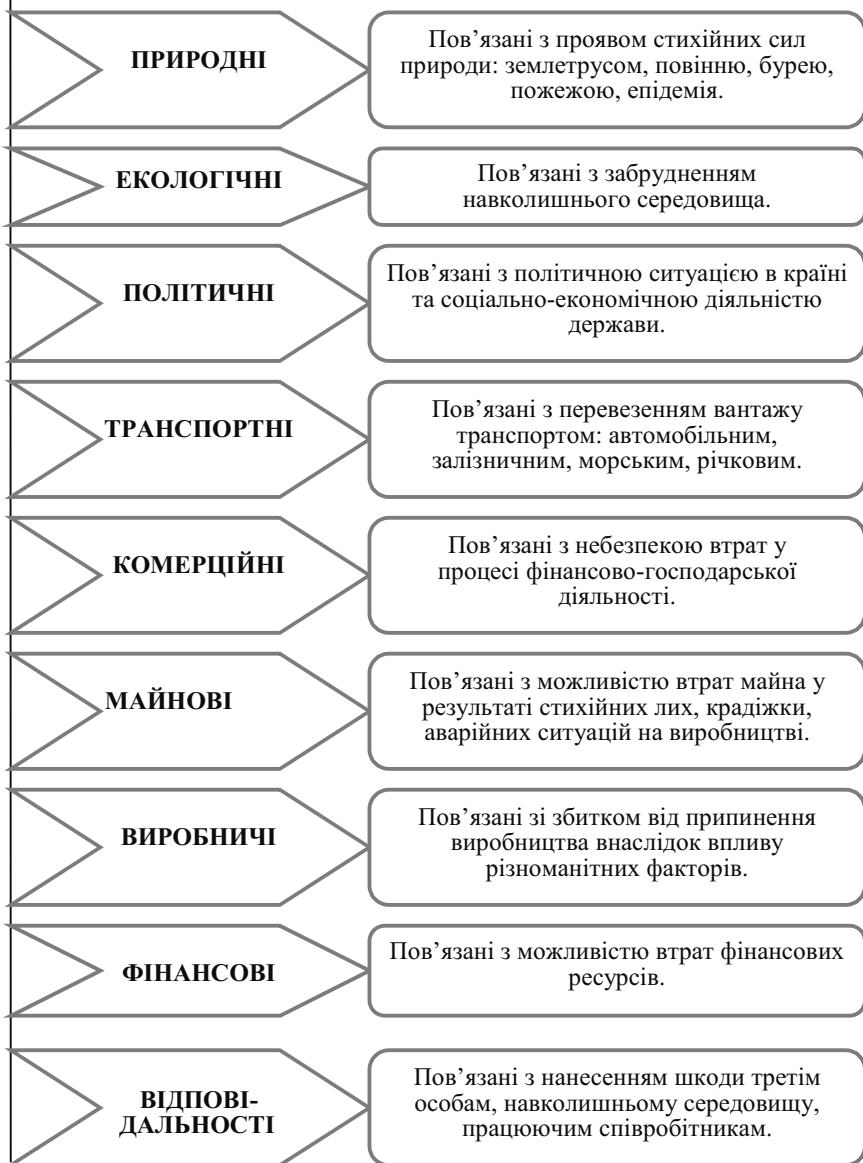 ПРИРОДНІ
Пов’язані з проявом стихійних сил
природи: землетрусом, повінню, бурею,
пожежою, епідемія.
ЕКОЛОГІЧНІ
Пов’язані з забрудненням
навколишнього середовища.
ПОЛІТИЧНІ
Пов’язані з політичною ситуацією в країні
та соціально-економічною діяльністю
держави.
ТРАНСПОРТНІ
Пов’язані з перевезенням вантажу
транспортом: автомобільним,
залізничним, морським, річковим.
КОМЕРЦІЙНІ
Пов’язані з небезпекою втрат у
процесі фінансово-господарської
діяльності.
МАЙНОВІ
Пов’язані з можливістю втрат майна у
результаті стихійних лих, крадіжки,
аварійних ситуацій на виробництві.
ВИРОБНИЧІ
Пов’язані зі збитком від припинення
виробництва внаслідок впливу
різноманітних факторів.
ФІНАНСОВІ
Пов’язані з можливістю втрат фінансових
ресурсів.
ВІДПОВІ-
ДАЛЬНОСТІ
Пов’язані з нанесенням шкоди третім
особам, навколишньому середовищу,
працюючим співробітникам.